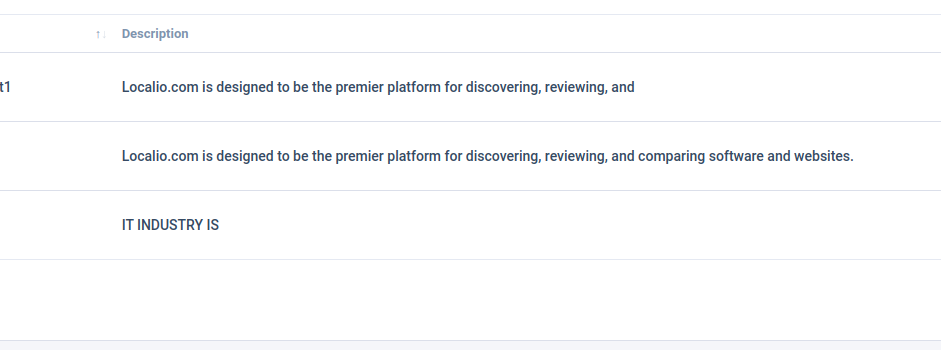 Description
t1
Localio.com is designed to be the premier platform for discovering, reviewing, and
Localio.com is designed to be the premier platform for discovering, reviewing, and comparing software and websites.
IT INDUSTRY IS